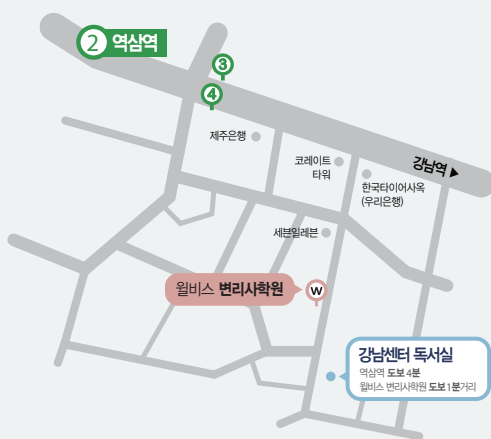 2 역삼역
3
4
제주은행
코레이트
타워
강남역 ▶
한국타이어사옥
(우리은행)
세븐일레븐
윌비스 변리사학원
W
강남센터 독서실
역삼역 도보 4분
윌비스 변리사학원 도보 1분거리